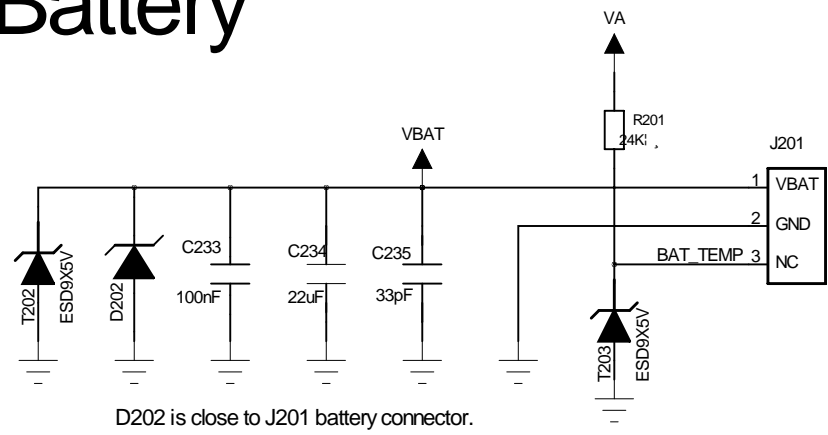 Battery
VA
R201
24K
J201
VBAT
1 VBAT
2 GND
BAT_TEMP 3 NC
T202
ESD9X5V
D202
C233
100nF
C234
22uF
C235
33pF
T203
ESD9X5V
D202 is close to J201 battery connector.